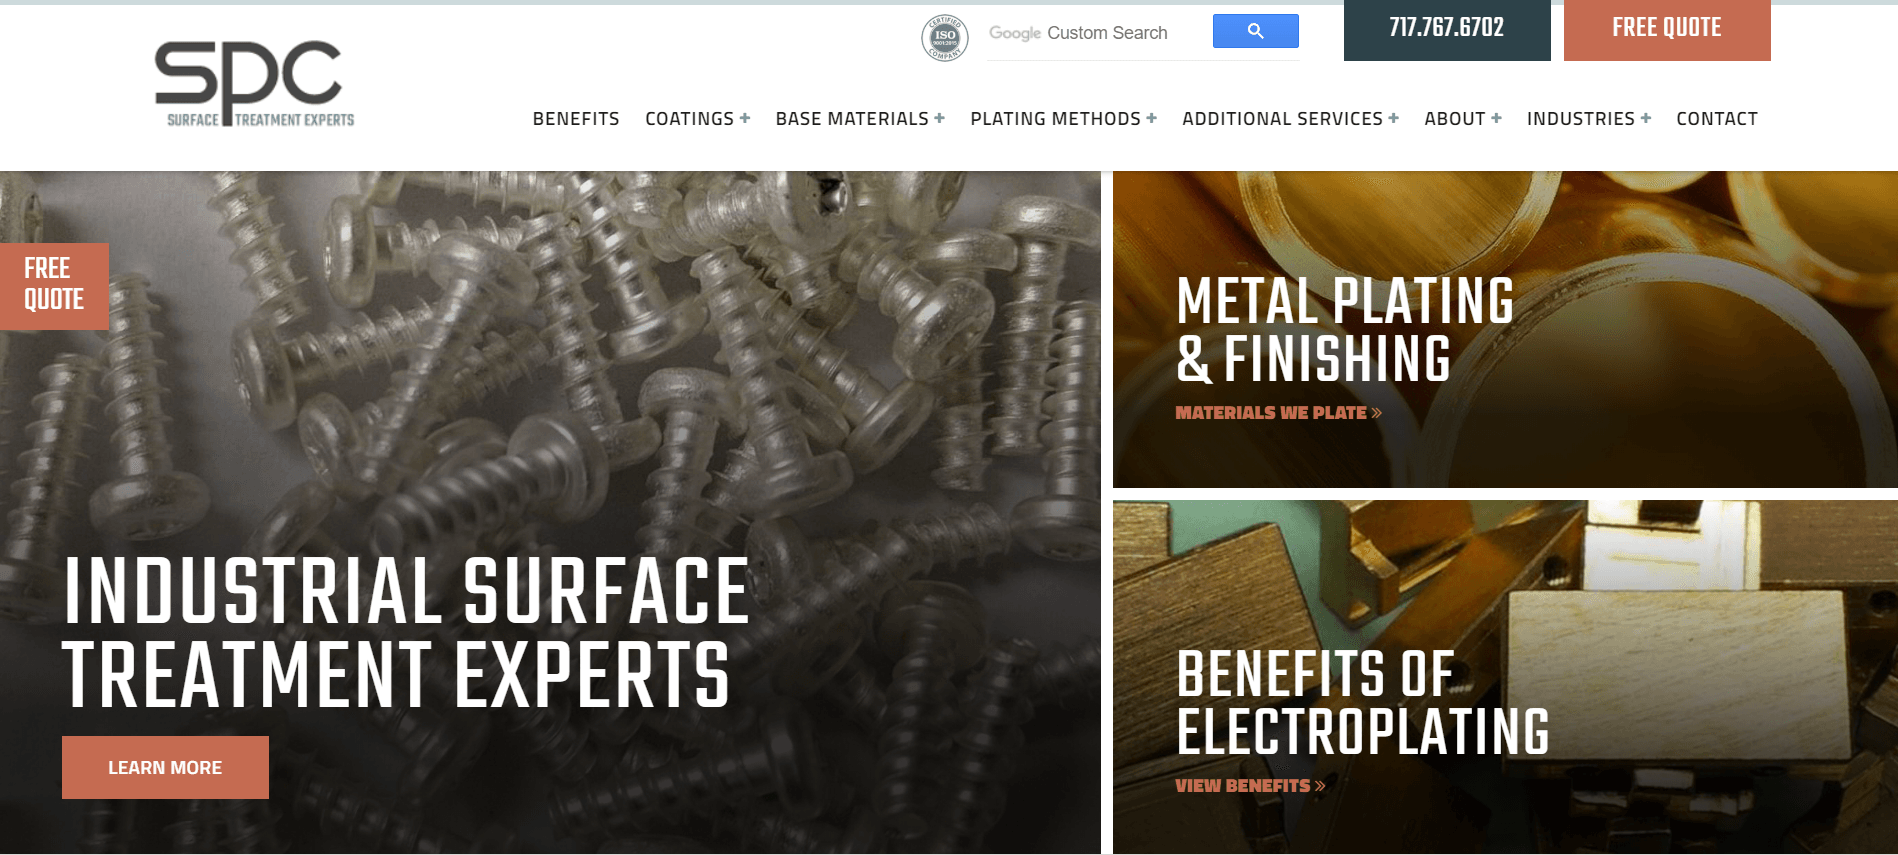 CERTIFIED
ISO
9001:2015
COMPANY
Google Custom Search
717.767.6702
FREE QUOTE
spc
SURFACE TREATMENT EXPERTS
BENEFITS COATINGS + BASE MATERIALS + PLATING METHODS + ADDITIONAL SERVICES + ABOUT + INDUSTRIES + CONTACT
FREE
QUOTE
INDUSTRIAL SURFACE
TREATMENT EXPERTS
LEARN MORE
METAL PLATING
& FINISHING
MATERIALS WE PLATE »
BENEFITS OF
ELECTROPLATING
VIEW BENEFITS »